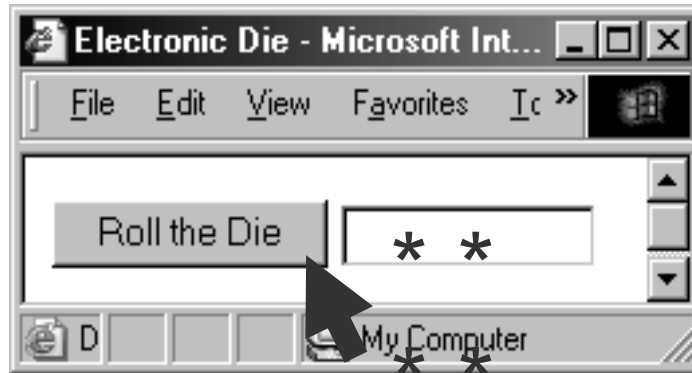 Electronic Die - Microsoft Int...
File Edit View Favorites Tc »
Roll the Die * *
D My Computer
* *